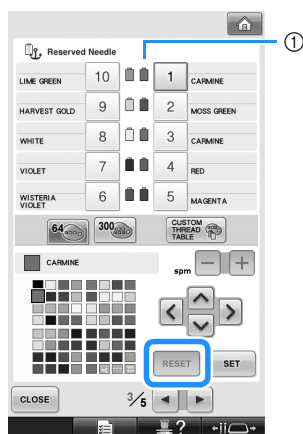 ①
Reserved Needle
LIME GREEN 10 1 CARMINE
HARVEST GOLD 9 2 MOSS GREEN
WHITE 8 3 CARMINE
VIOLET 7 4 RED
WISTERIA
VIOLET 6 5 MAGENTA
64 300 CUSTOM
THREAD
TABLE
CARMINE
spm − +
RESET SET
CLOSE 3/5
?